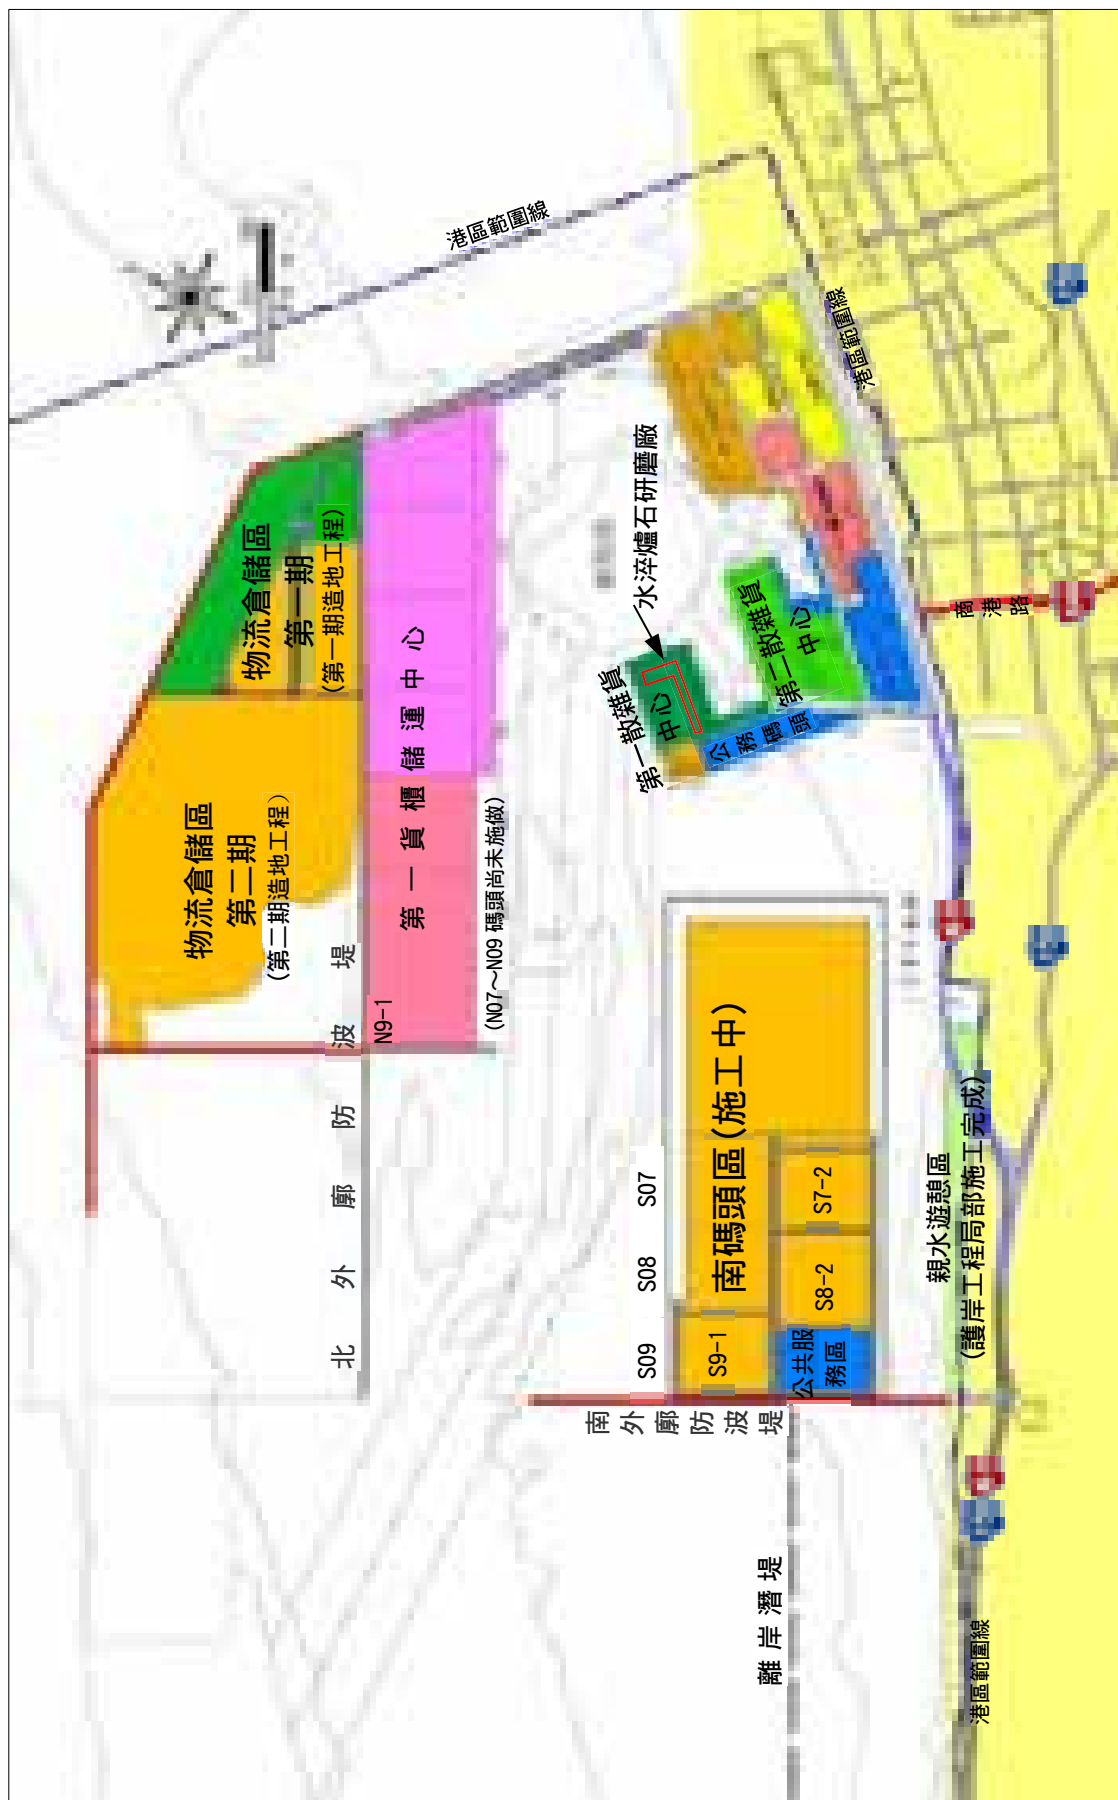 港區範圍線
港區範圍線
物流倉儲區
第一期
(第一期造地工程)
物流倉儲區
第二期
(第二期造地工程)
第一貨櫃儲運中心
(N07～N09 碼頭尚未施做)
N9-1
北外廓防波堤
水淬爐石研磨廠
第一散雜貨
中心
第二散雜貨
中心
公務碼頭
商港路
南碼頭區(施工中)
S07
S08
S09
S7-2
S8-2
S9-1
公共服
務區
南外廓防波堤
親水遊憩區
(護岸工程局部施工完成)
離岸潛堤
港區範圍線